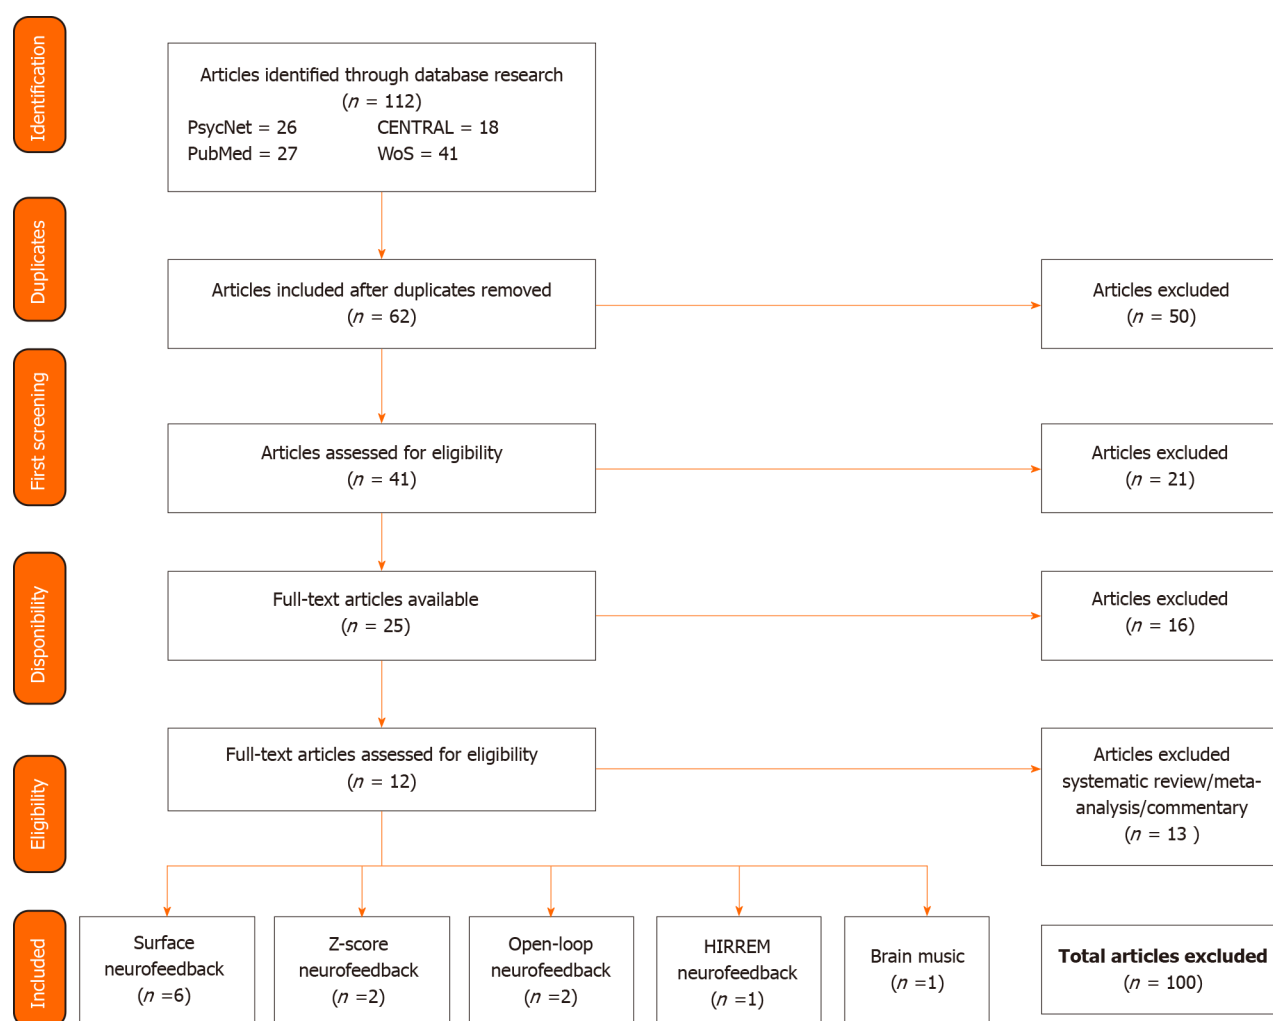 Identification
Articles identified through database research
(n = 112)
PsycNet = 26 CENTRAL = 18
PubMed = 27 WoS = 41
Duplicates
Articles included after duplicates removed
(n = 62)
Articles excluded
(n = 50)
First screening
Articles assessed for eligibility
(n = 41)
Articles excluded
(n = 21)
Disponibility
Full-text articles available
(n = 25)
Articles excluded
(n = 16)
Eligibility
Full-text articles assessed for eligibility
(n = 12)
Articles excluded
systematic review/meta-
analysis/commentary
(n = 13 )
Included
Surface
neurofeedback
(n =6)
Z-score
neurofeedback
(n =2)
Open-loop
neurofeedback
(n =2)
HIRREM
neurofeedback
(n =1)
Brain music
(n =1)
Total articles excluded
(n = 100)